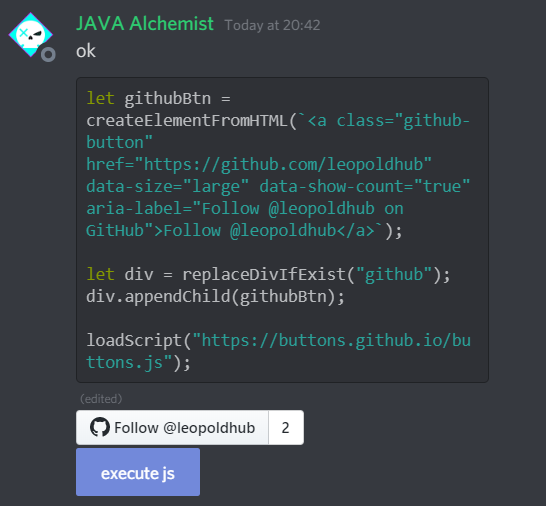 JAVA Alchemist Today at 20:42
ok
let githubBtn =
createElementFromHTML(`<a class="github-
button"
href="https://github.com/leopoldhub"
data-size="large" data-show-count="true"
aria-label="Follow @leopoldhub on
GitHub">Follow @leopoldhub</a>`);
let div = replaceDivIfExist("github");
div.appendChild(githubBtn);
loadScript("https://buttons.github.io/bu
ttons.js");
(edited)
Follow @leopoldhub 2
execute js